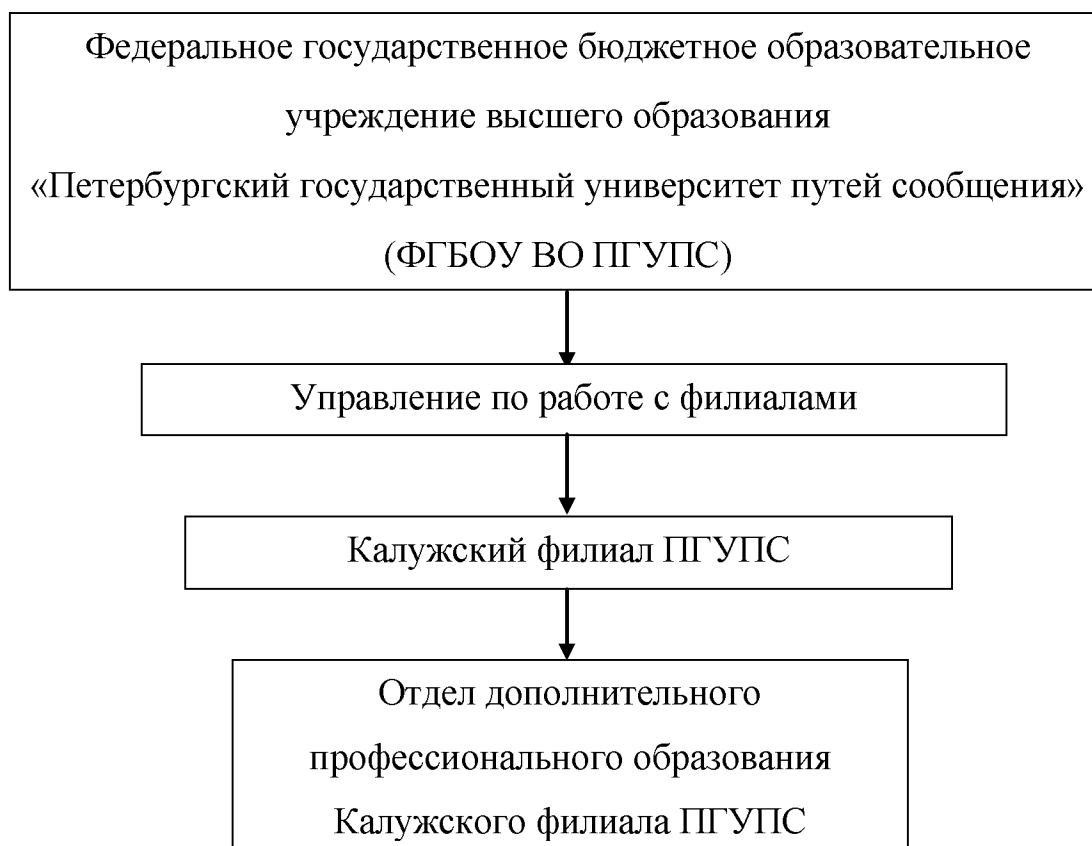 Федеральное государственное бюджетное образовательное
учреждение высшего образования
«Петербургский государственный университет путей сообщения»
(ФГБОУ ВО ПГУПС)
Управление по работе с филиалами
Калужский филиал ПГУПС
Отдел дополнительного
профессионального образования
Калужского филиала ПГУПС